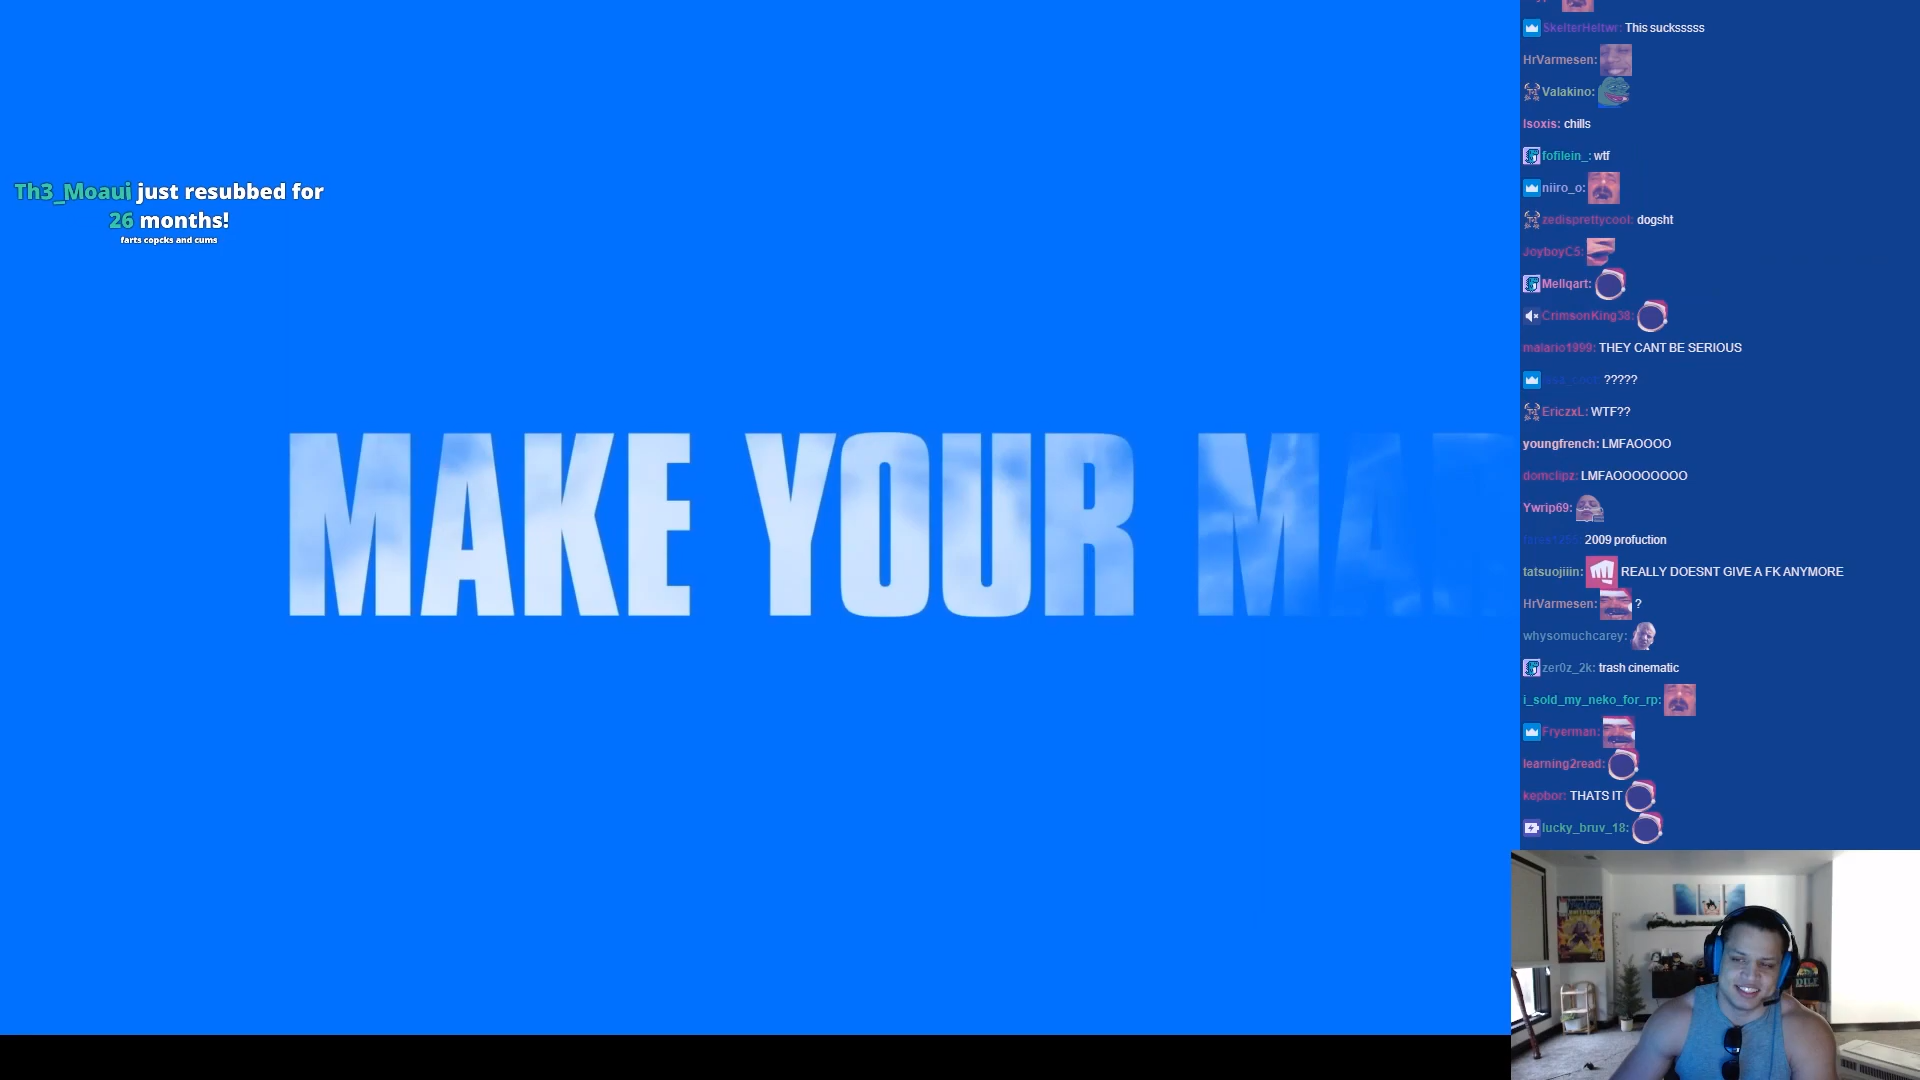 Th3_Moaui just resubbed for
26 months!
farts copcks and cums
MAKE YOUR MAR
SkelterHeltwr: This sucksssss
HrVarmesen:
Valakino:
Isoxis: chills
fofilein_: wtf
niiro_o:
zedisprettycool: dogsht
JoyboyC5:
Mellqart:
CrimsonKing38:
malario1999: THEY CANT BE SERIOUS
?????
EriczxL: WTF??
youngfrench: LMFAOOOO
domclipz: LMFAOOOOOOOO
Ywrip69:
2009 profuction
tatsuojiiin: REALLY DOESNT GIVE A FK ANYMORE
HrVarmesen: ?
whysomuchcarey:
zer0z_2k: trash cinematic
i_sold_my_neko_for_rp:
Fryerman:
learning2read:
kepbor: THATS IT
lucky_bruv_18: